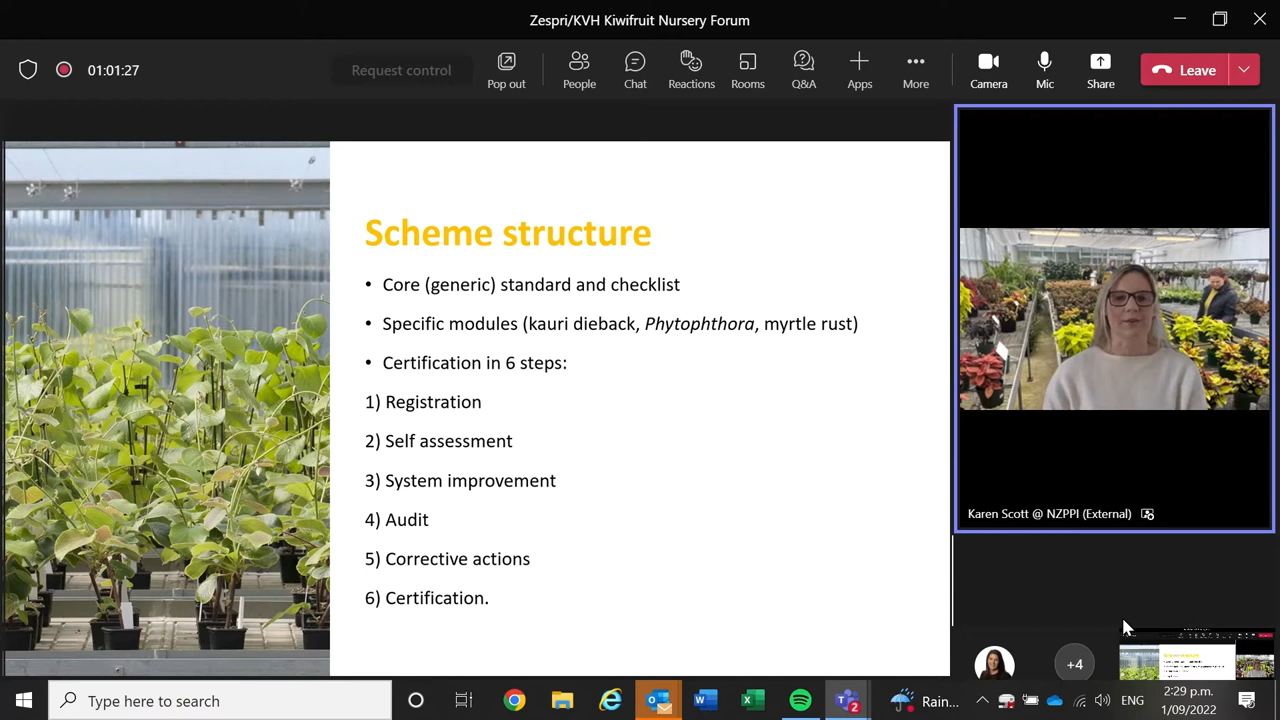 Zespri/KVH Kiwifruit Nursery Forum
01:01:27
Request control
Pop out
People
Chat
Reactions
Rooms
Q&A
Apps
More
Camera
Mic
Share
Leave
Scheme structure
• Core (generic) standard and checklist
• Specific modules (kauri dieback, Phytophthora, myrtle rust)
• Certification in 6 steps:
1) Registration
2) Self assessment
3) System improvement
4) Audit
5) Corrective actions
6) Certification.
Karen Scott @ NZPPI (External)
+4
Type here to search
2
Rain...
ENG
2:29 p.m.
1/09/2022